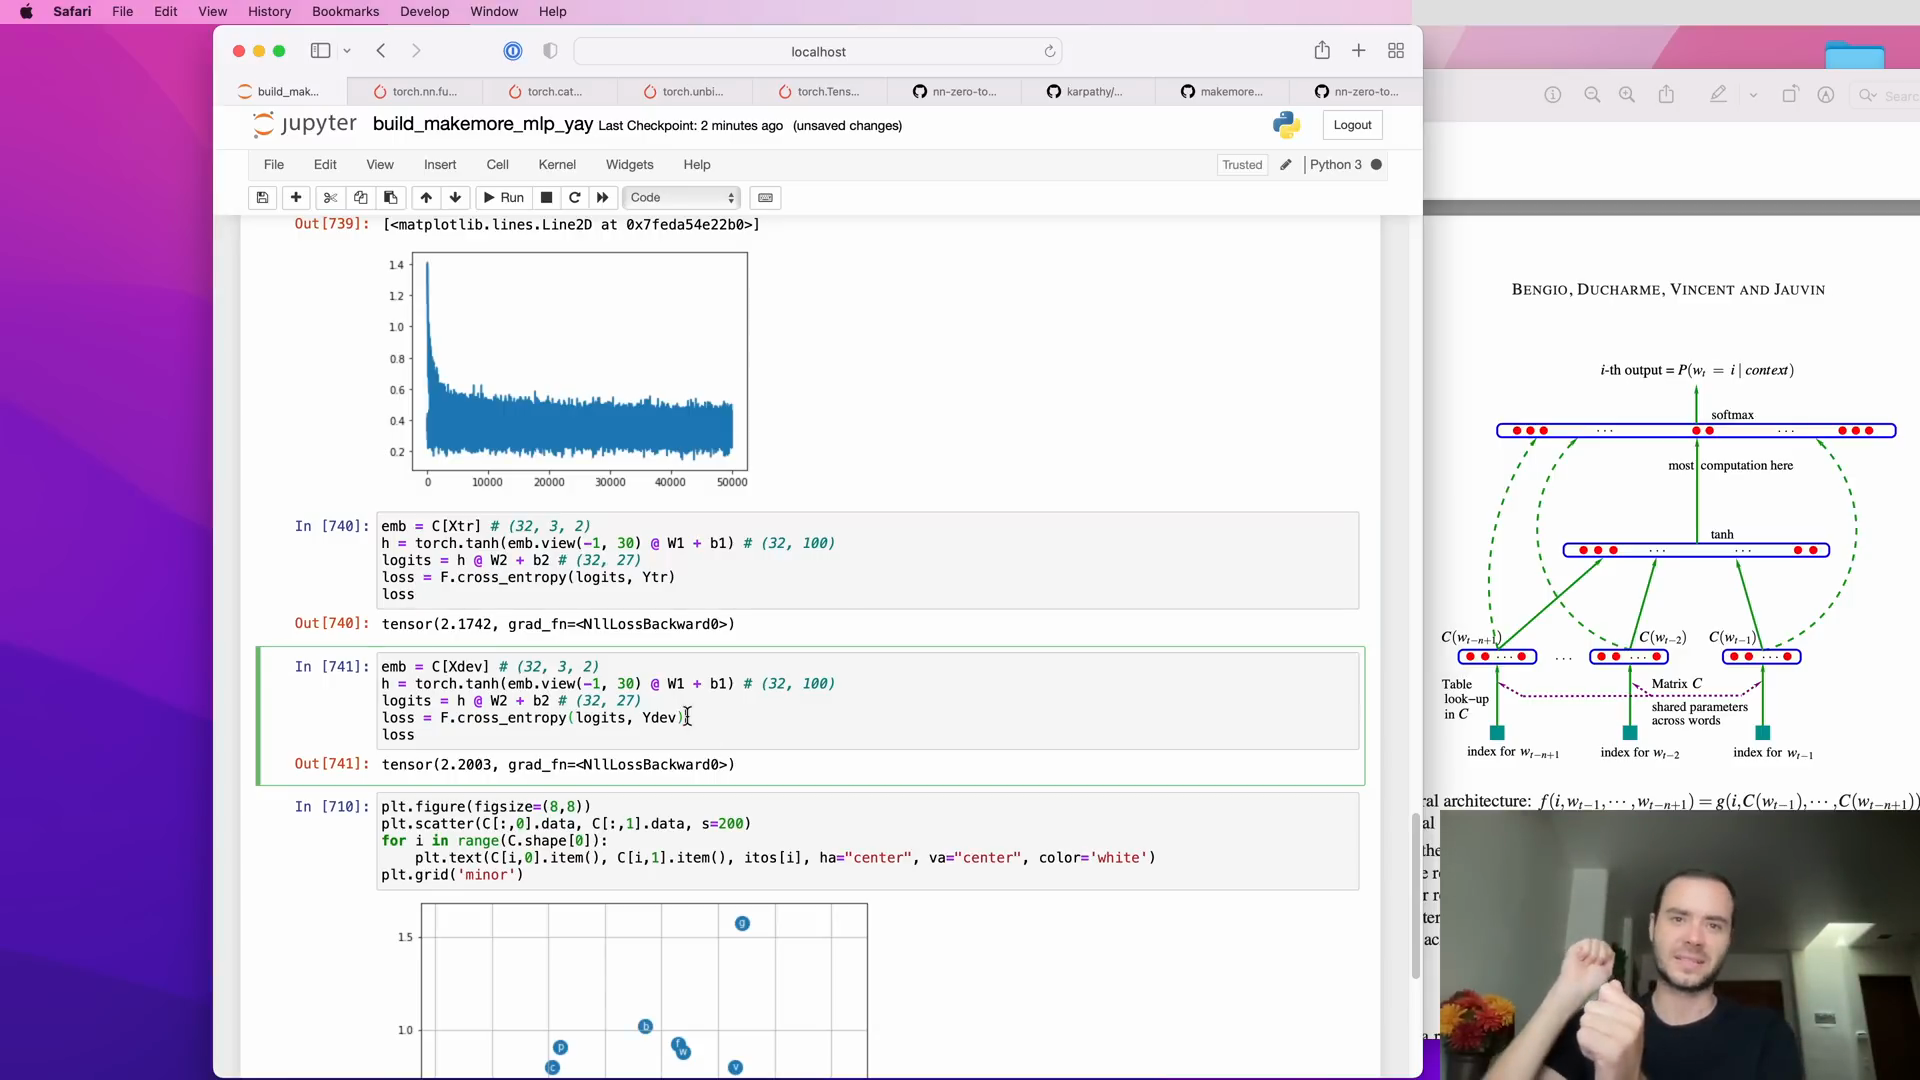 Safari File Edit View History Bookmarks Develop Window Help
localhost
build_mak... torch.nn.fu... torch.cat... torch.unbi... torch.Tens... nn-zero-to... karpathy/... makemore... nn-zero-to...
jupyter build_makemore_mlp_yay Last Checkpoint: 2 minutes ago (unsaved changes) Logout
File Edit View Insert Cell Kernel Widgets Help Trusted Python 3
Run Code
Search
Out[739]: [<matplotlib.lines.Line2D at 0x7feda54e22b0>]
1.4
1.2
1.0
0.8
0.6
0.4
0.2
0 10000 20000 30000 40000 50000
In [740]: emb = C[Xtr] # (32, 3, 2)
h = torch.tanh(emb.view(-1, 30) @ W1 + b1) # (32, 100)
logits = h @ W2 + b2 # (32, 27)
loss = F.cross_entropy(logits, Ytr)
loss
Out[740]: tensor(2.1742, grad_fn=<NllLossBackward0>)
In [741]: emb = C[Xdev] # (32, 3, 2)
h = torch.tanh(emb.view(-1, 30) @ W1 + b1) # (32, 100)
logits = h @ W2 + b2 # (32, 27)
loss = F.cross_entropy(logits, Ydev)
loss
Out[741]: tensor(2.2003, grad_fn=<NllLossBackward0>)
In [710]: plt.figure(figsize=(8,8))
plt.scatter(C[:,0].data, C[:,1].data, s=200)
for i in range(C.shape[0]):
plt.text(C[i,0].item(), C[i,1].item(), itos[i], ha="center", va="center", color='white')
plt.grid('minor')
1.5
1.0
g
b
f
w
p
c
v
BENGIO, DUCHARME, VINCENT AND JAUVIN
i-th output = P(w_t = i | context)
softmax
...
most computation here
tanh
...
C(w_{t−n+1}) C(w_{t−2}) C(w_{t−1})
...
Table look-up in C
Matrix C
shared parameters across words
index for w_{t−n+1} index for w_{t−2} index for w_{t−1}
ral architecture: f(i,w_{t−1},···,w_{t−n+1}) = g(i,C(w_{t−1}),···,C(w_{t−n+1}))